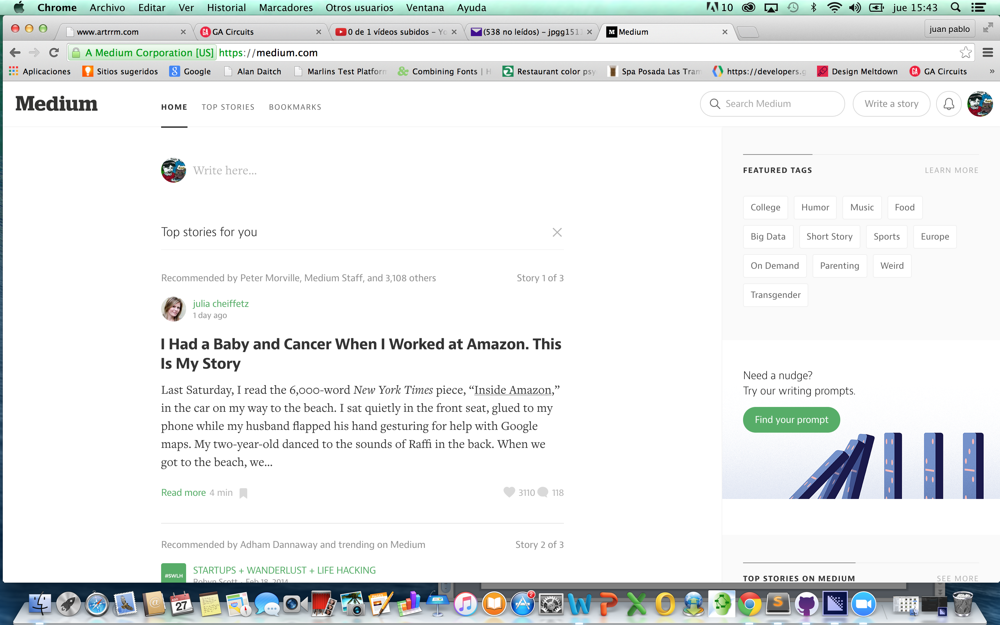 Chrome Archivo Editar Ver Historial Marcadores Otros usuarios Ventana Ayuda 10 jue 15:43
www.artrrm.com GA GA Circuits 0 de 1 vídeos subidos – Yo (538 no leídos) – jpgg151 M Medium juan pablo
A Medium Corporation [US] https://medium.com
Aplicaciones Sitios sugeridos 8 Google Alan Daitch Marlins Test Platform Combining Fonts | H Restaurant color psy Spa Posada Las Tram https://developers.g Design Meltdown GA GA Circuits »
Medium HOME TOP STORIES BOOKMARKS Search Medium Write a story
Write here...
Top stories for you
Recommended by Peter Morville, Medium Staff, and 3,108 others Story 1 of 3
julia cheiffetz
1 day ago
I Had a Baby and Cancer When I Worked at Amazon. This
Is My Story
Last Saturday, I read the 6,000-word New York Times piece, “Inside Amazon,”
in the car on my way to the beach. I sat quietly in the front seat, glued to my
phone while my husband flapped his hand gesturing for help with Google
maps. My two-year-old danced to the sounds of Raffi in the back. When we
got to the beach, we...
Read more 4 min 3110 118
Recommended by Adham Dannaway and trending on Medium Story 2 of 3
#SWLH STARTUPS + WANDERLUST + LIFE HACKING
Robyn Scott · Feb 18, 2014
FEATURED TAGS LEARN MORE
College Humor Music Food
Big Data Short Story Sports Europe
On Demand Parenting Weird
Transgender
Need a nudge?
Try our writing prompts.
Find your prompt
TOP STORIES ON MEDIUM SEE MORE
AGO
27
280
PAGES
2
W P X O S